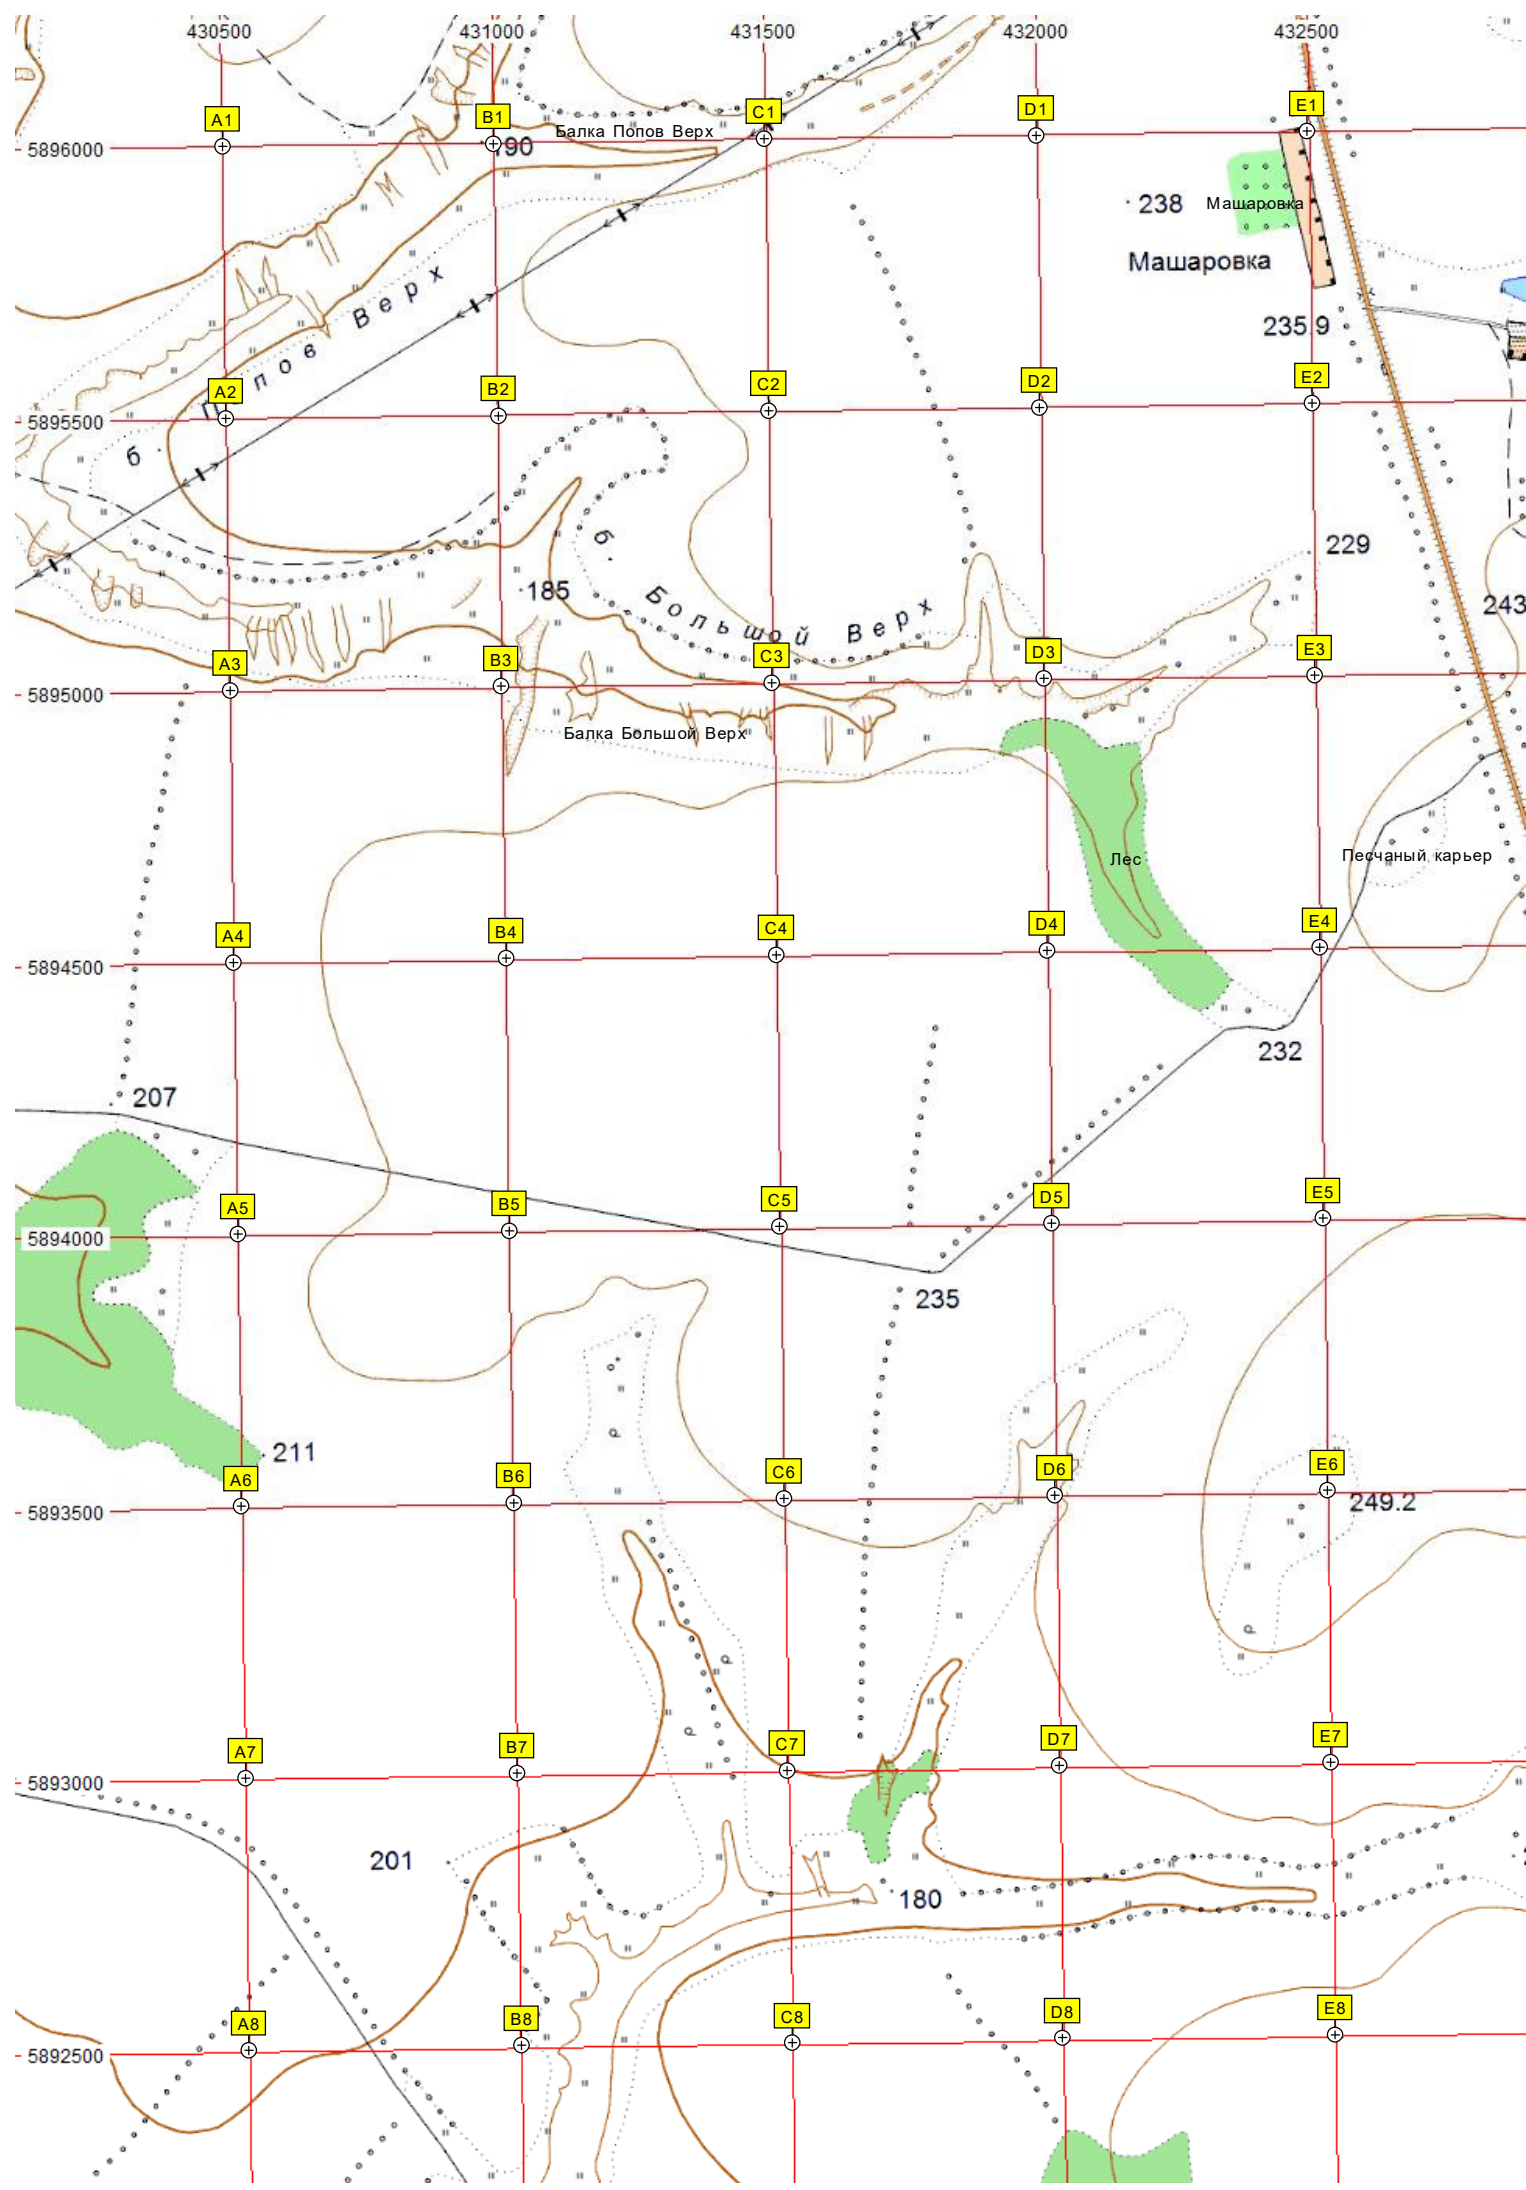 430500 431000 431500 432000 432500
A1 B1 C1 D1 E1
Балка Попов Верх
5896000
190
238
Машаровка
Машаровка
235.9
б. Попов Верх
A2 B2 C2 D2 E2
5895500
229
185
243
б. Большой Верх
A3 B3 C3 D3 E3
5895000
Балка Большой Верх
Лес
Песчаный карьер
A4 B4 C4 D4 E4
5894500
232
207
A5 B5 C5 D5 E5
5894000
235
211
A6 B6 C6 D6 E6
5893500
249.2
A7 B7 C7 D7 E7
5893000
201
180
A8 B8 C8 D8 E8
5892500